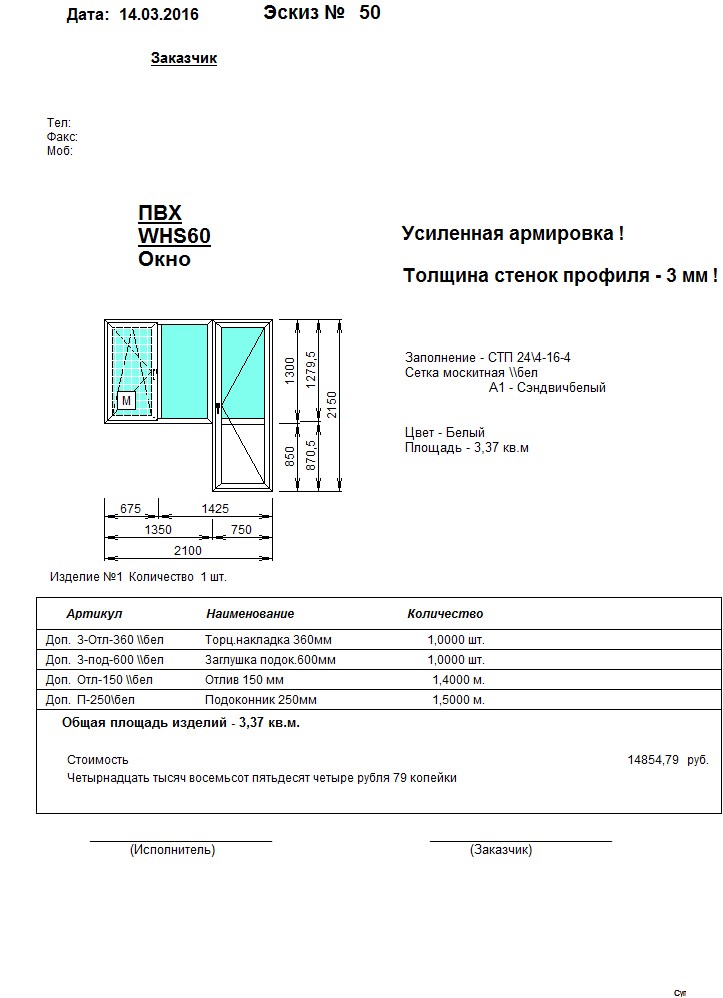 Дата: 14.03.2016 Эскиз № 50
Заказчик
Тел:
Факс:
Моб:
ПВХ
WHS60
Окно
Усиленная армировка !
Толщина стенок профиля - 3 мм !
Заполнение - СТП 24\4-16-4
Сетка москитная \\бел
А1 - Сэндвичбелый
Цвет - Белый
Площадь - 3,37 кв.м
М
1300
1279,5
2150
850
870,5
675 1425
1350 750
2100
Изделие №1 Количество 1 шт.
Артикул Наименование Количество
Доп. З-Отл-360 \\бел Торц.накладка 360мм 1,0000 шт.
Доп. З-под-600 \\бел Заглушка подок.600мм 1,0000 шт.
Доп. Отл-150 \\бел Отлив 150 мм 1,4000 м.
Доп. П-250\бел Подоконник 250мм 1,5000 м.
Общая площадь изделий - 3,37 кв.м.
Стоимость 14854,79 руб.
Четырнадцать тысяч восемьсот пятьдесят четыре рубля 79 копейки
(Исполнитель) (Заказчик)
Суп